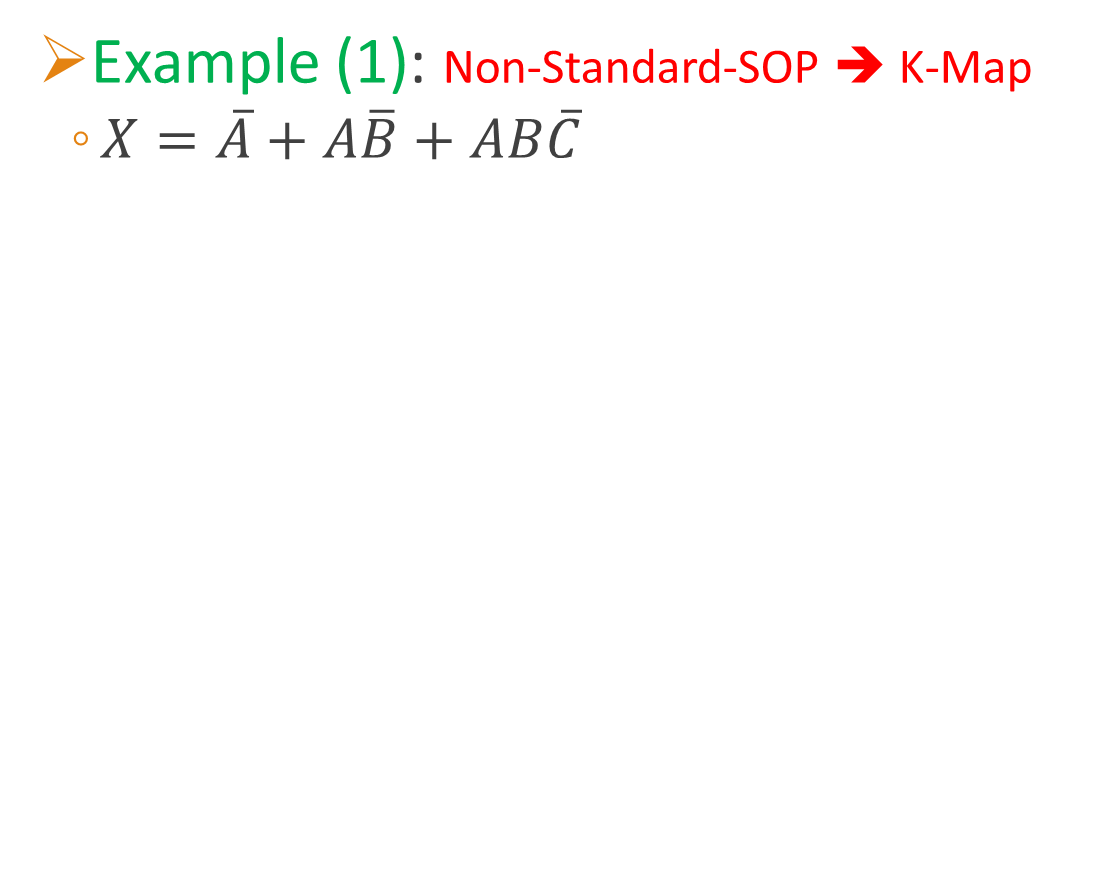 ➢Example (1): Non-Standard-SOP 🡺 K-Map
◦ X = A̅ + AB̅ + ABC̅